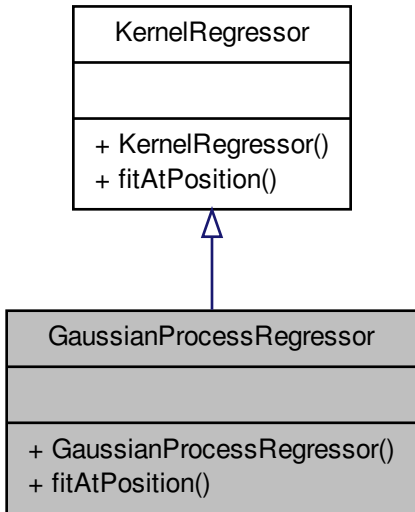 KernelRegressor
+ KernelRegressor()
+ fitAtPosition()
GaussianProcessRegressor
+ GaussianProcessRegressor()
+ fitAtPosition()